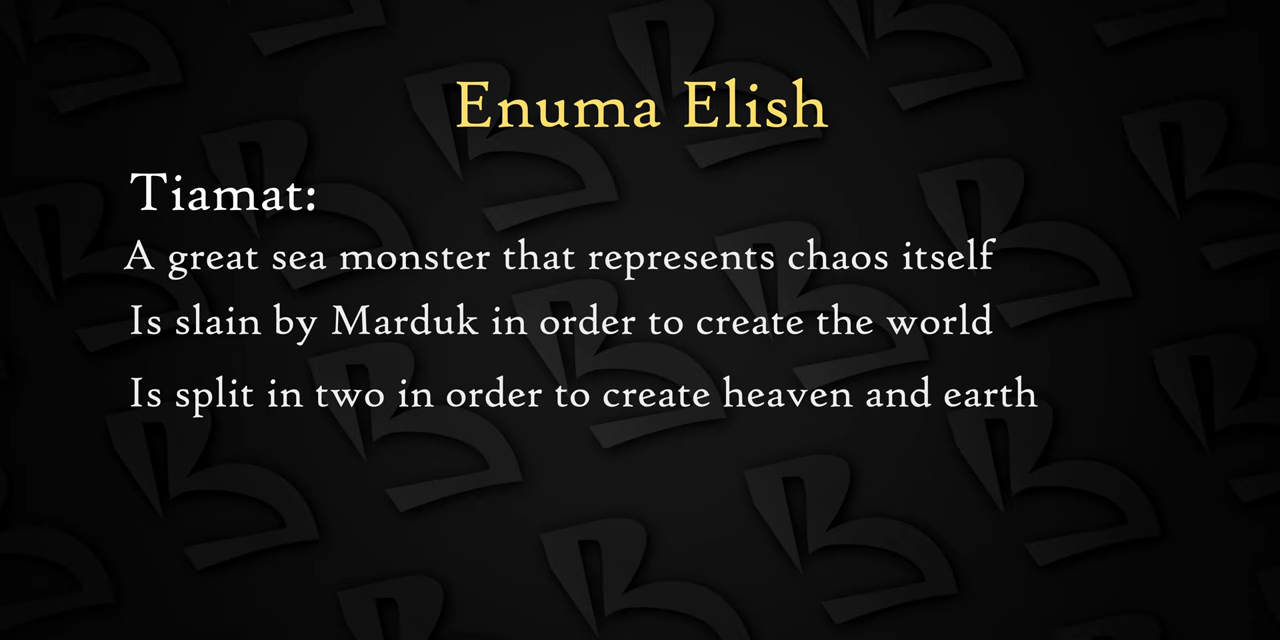 Enuma Elish
Tiamat:
A great sea monster that represents chaos itself
Is slain by Marduk in order to create the world
Is split in two in order to create heaven and earth